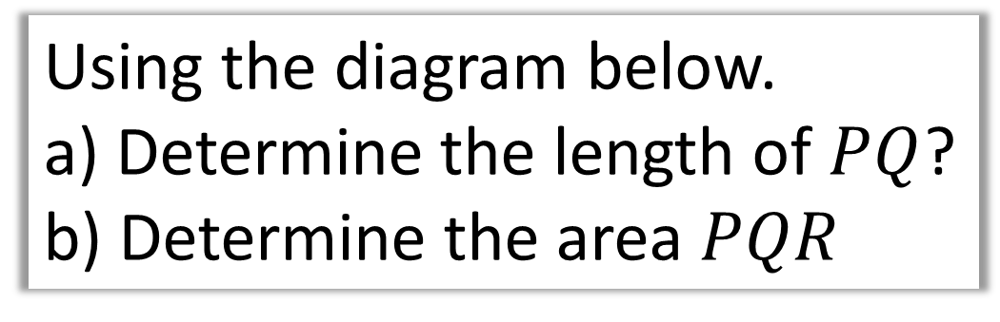 Using the diagram below.
a) Determine the length of 𝑃𝑄?
b) Determine the area 𝑃𝑄𝑅